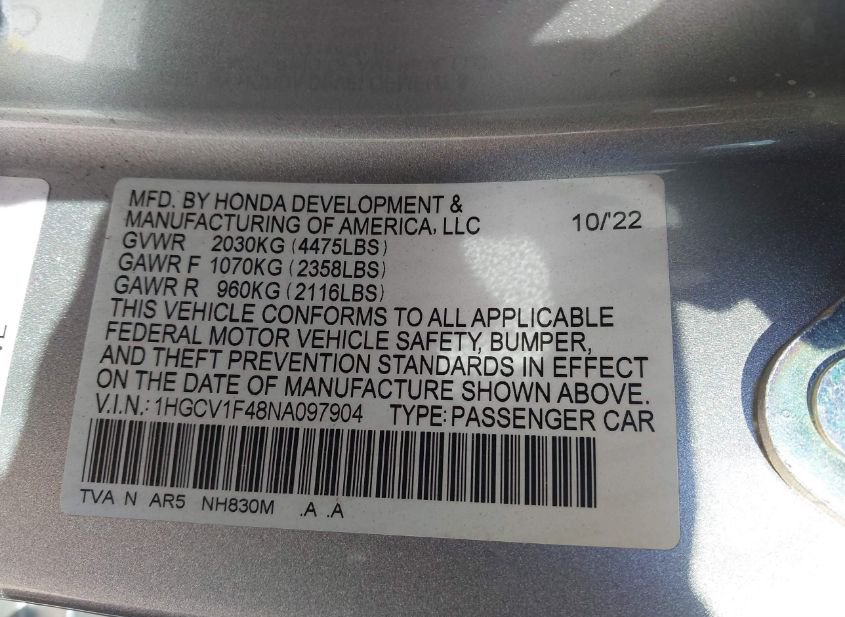 MFD. BY HONDA DEVELOPMENT &
MANUFACTURING OF AMERICA, LLC 10/'22
GVWR 2030KG (4475LBS)
GAWR F 1070KG (2358LBS)
GAWR R 960KG (2116LBS)
THIS VEHICLE CONFORMS TO ALL APPLICABLE
FEDERAL MOTOR VEHICLE SAFETY, BUMPER,
AND THEFT PREVENTION STANDARDS IN EFFECT
ON THE DATE OF MANUFACTURE SHOWN ABOVE.
V.I.N.: 1HGCV1F48NA097904 TYPE: PASSENGER CAR
TVA N AR5 NH830M .A .A